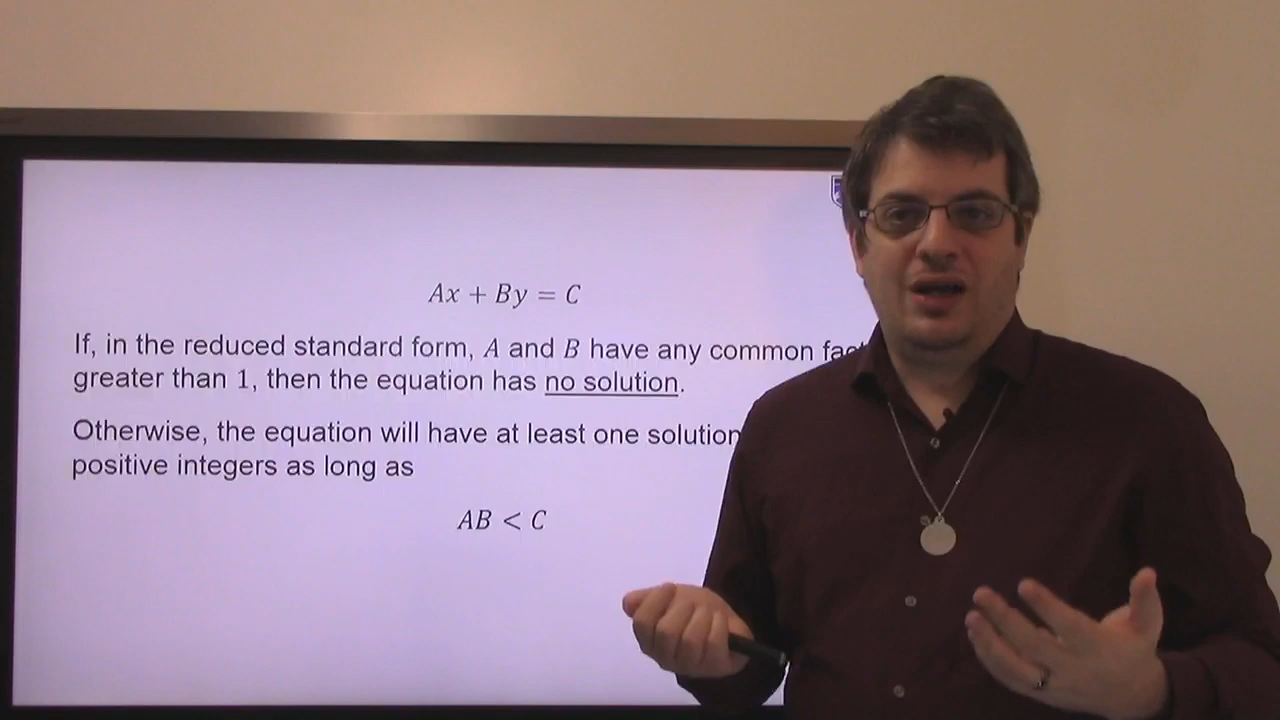 Ax + By = C
If, in the reduced standard form, A and B have any common
greater than 1, then the equation has no solution.
Otherwise, the equation will have at least one solution
positive integers as long as
AB < C